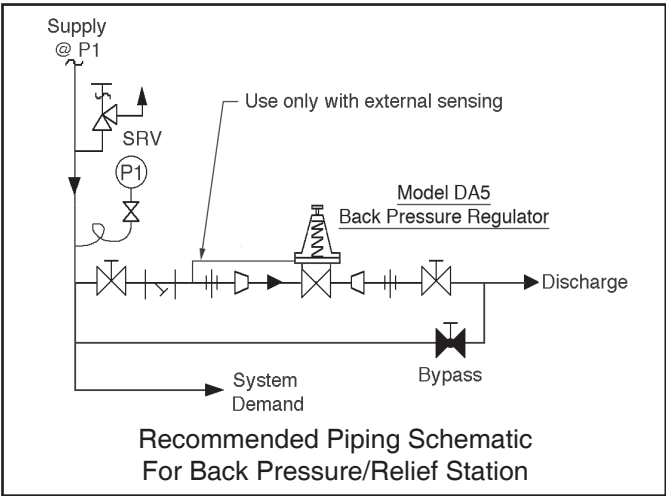 Supply
@ P1
Use only with external sensing
SRV
P1
Model DA5
Back Pressure Regulator
Discharge
Bypass
System
Demand
Recommended Piping Schematic
For Back Pressure/Relief Station